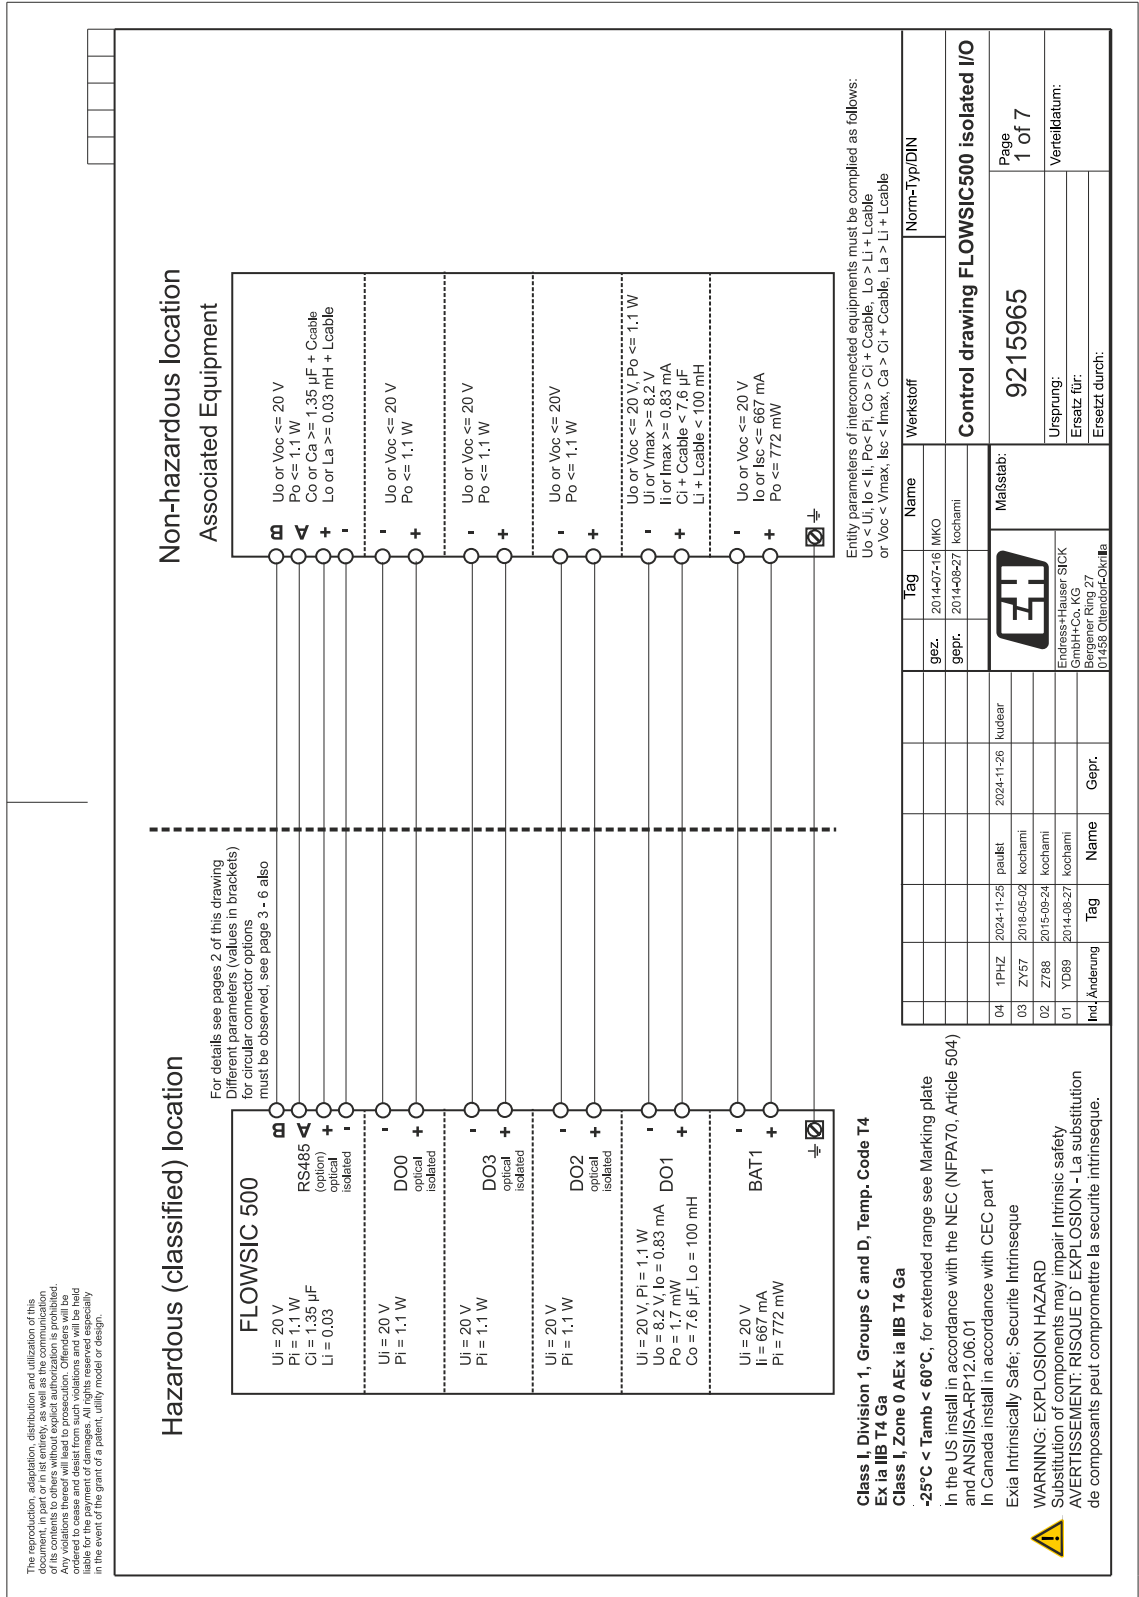 The reproduction, adaptation, distribution and utilization of this
document, in part or in ist entirety, as well as the communication
of its contents to others without explicit authorization is prohibited.
Any violations thereof will lead to prosecution. Offenders will be
ordered to cease and desist from such violations and will be held
liable for the payment of damages. All rights reserved especially
in the event of the grant of a patent, utility model or design.
Hazardous (classified) location
Non-hazardous location
For details see pages 2 of this drawing
Different parameters (values in brackets)
for circular connector options
must be observed, see page 3 - 6 also
FLOWSIC 500
Ui = 20 V
Pi = 1.1 W
Ci = 1.35 µF
Li = 0.03
RS485
(option)
optical
isolated
B
A
+
-
Ui = 20 V
Pi = 1.1 W
DO0
optical
isolated
-
+
Ui = 20 V
Pi = 1.1 W
DO3
optical
isolated
-
+
Ui = 20 V
Pi = 1.1 W
DO2
optical
isolated
-
+
Ui = 20 V, Pi = 1.1 W
Uo = 8.2 V, Io = 0.83 mA
Po = 1.7 mW
Co = 7.6 µF, Lo = 100 mH
DO1
-
+
Ui = 20 V
Ii = 667 mA
Pi = 772 mW
BAT1
-
+
Associated Equipment
B
A
+
-
Uo or Voc <= 20 V
Po <= 1.1 W
Co or Ca >= 1.35 µF + Ccable
Lo or La >= 0.03 mH + Lcable
-
+
Uo or Voc <= 20 V
Po <= 1.1 W
-
+
Uo or Voc <= 20 V
Po <= 1.1 W
-
+
Uo or Voc <= 20V
Po <= 1.1 W
-
+
Uo or Voc <= 20 V, Po <= 1.1 W
Ui or Vmax >= 8.2 V
Ii or Imax >= 0.83 mA
Ci + Ccable < 7.6 µF
Li + Lcable < 100 mH
-
+
Uo or Voc <= 20 V
Io or Isc <= 667 mA
Po <= 772 mW
Entity parameters of interconnected equipments must be complied as follows:
Uo < Ui, Io < Ii, Po< Pi, Co > Ci + Ccable, Lo > Li + Lcable
or Voc < Vmax, Isc < Imax, Ca > Ci + Ccable, La > Li + Lcable
Class I, Division 1, Groups C and D, Temp. Code T4
Ex ia IIB T4 Ga
Class I, Zone 0 AEx ia IIB T4 Ga
-25°C < Tamb < 60°C, for extended range see Marking plate
In the US install in accordance with the NEC (NFPA70, Article 504)
and ANSI/ISA-RP12.06.01
In Canada install in accordance with CEC part 1
Exia Intrinsically Safe; Securite Intrinseque
WARNING: EXPLOSION HAZARD
Substitution of components may impair Intrinsic safety
AVERTISSEMENT: RISQUE D` EXPLOSION - La substitution
de composants peut compromettre la securite intrinseque.
04 1PHZ 2024-11-25 paulst 2024-11-26 kudear
03 ZY57 2018-05-02 kochami
02 Z788 2015-09-24 kochami
01 YD89 2014-08-27 kochami
Ind. Änderung Tag Name Gepr.
Tag Name
gez. 2014-07-16 MKO
gepr. 2014-08-27 kochami
Werkstoff
Norm-Typ/DIN
Control drawing FLOWSIC500 isolated I/O
EH
Endress+Hauser SICK
GmbH+Co. KG
Bergener Ring 27
01458 Ottendorf-Okrilla
Maßstab:
9215965
Page
1 of 7
Ursprung:
Ersatz für:
Ersetzt durch:
Verteildatum: